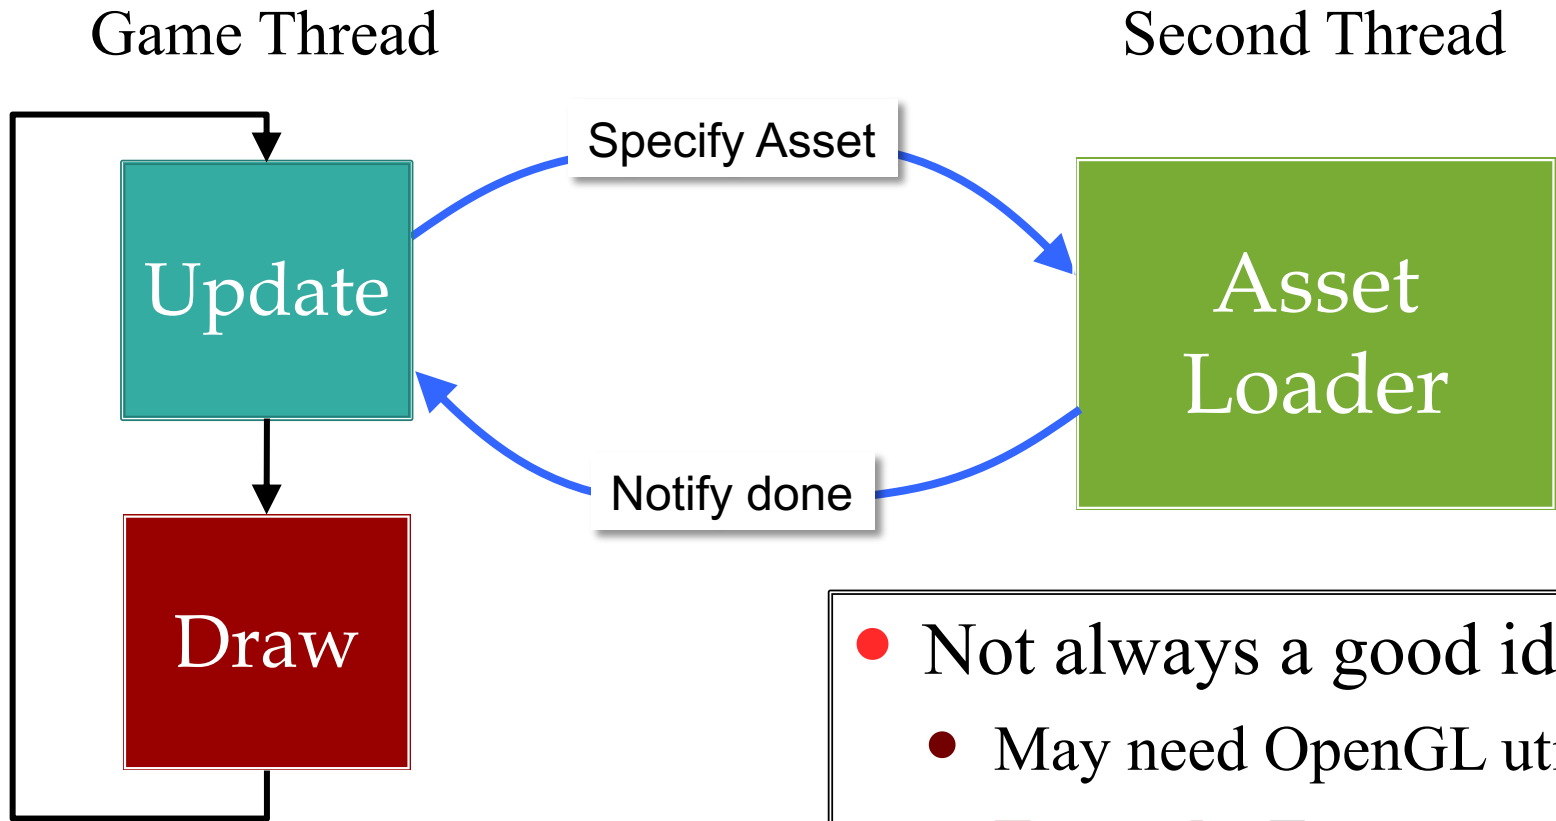 Game Thread
Second Thread
Specify Asset
Update
Asset
Loader
Notify done
Draw
Not always a good id
May need OpenGL uti